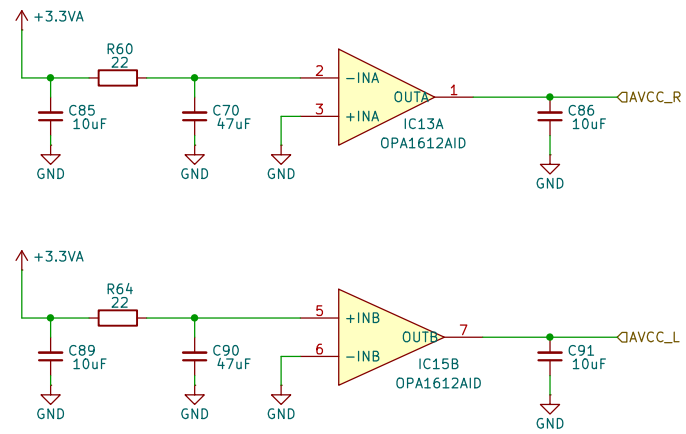 +3.3VA
R60
22
C85
10uF
GND
C70
47uF
GND
2
-INA
3
+INA
GND
OUTA
1
IC13A
OPA1612AID
C86
10uF
GND
AVCC_R
+3.3VA
R64
22
C89
10uF
GND
C90
47uF
GND
5
+INB
6
-INB
GND
OUTB
7
IC15B
OPA1612AID
C91
10uF
GND
AVCC_L